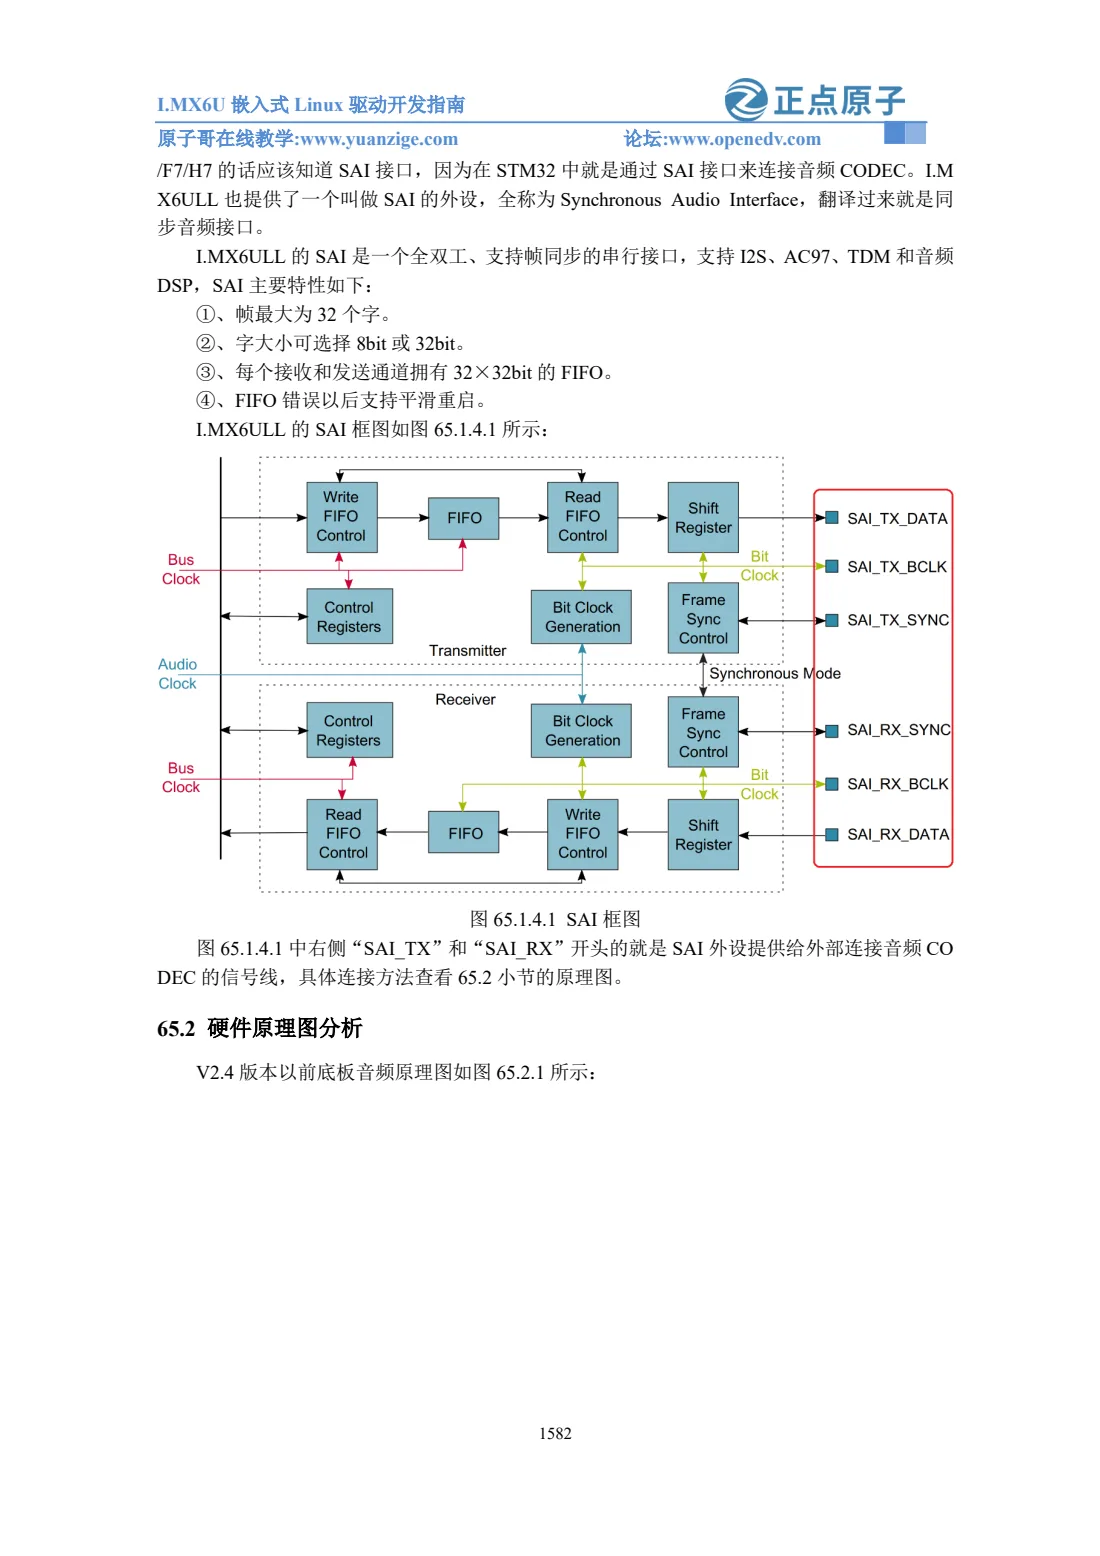 I.MX6U 嵌入式 Linux 驱动开发指南
正点原子
原子哥在线教学:www.yuanzige.com
论坛:www.openedv.com
/F7/H7 的话应该知道 SAI 接口，因为在 STM32 中就是通过 SAI 接口来连接音频 CODEC。I.M
X6ULL 也提供了一个叫做 SAI 的外设，全称为 Synchronous Audio Interface，翻译过来就是同
步音频接口。
I.MX6ULL 的 SAI 是一个全双工、支持帧同步的串行接口，支持 I2S、AC97、TDM 和音频
DSP，SAI 主要特性如下：
①、帧最大为 32 个字。
②、字大小可选择 8bit 或 32bit。
③、每个接收和发送通道拥有 32×32bit 的 FIFO。
④、FIFO 错误以后支持平滑重启。
I.MX6ULL 的 SAI 框图如图 65.1.4.1 所示：
Write
FIFO
Control
FIFO
Read
FIFO
Control
Shift
Register
SAI_TX_DATA
Bus
Clock
Bit
Clock
SAI_TX_BCLK
Control
Registers
Bit Clock
Generation
Frame
Sync
Control
SAI_TX_SYNC
Transmitter
Audio
Clock
Synchronous Mode
Receiver
Control
Registers
Bit Clock
Generation
Frame
Sync
Control
SAI_RX_SYNC
Bus
Clock
Bit
Clock
SAI_RX_BCLK
Read
FIFO
Control
FIFO
Write
FIFO
Control
Shift
Register
SAI_RX_DATA
图 65.1.4.1 SAI 框图
图 65.1.4.1 中右侧“SAI_TX”和“SAI_RX”开头的就是 SAI 外设提供给外部连接音频 CO
DEC 的信号线，具体连接方法查看 65.2 小节的原理图。
65.2 硬件原理图分析
V2.4 版本以前底板音频原理图如图 65.2.1 所示：
1582